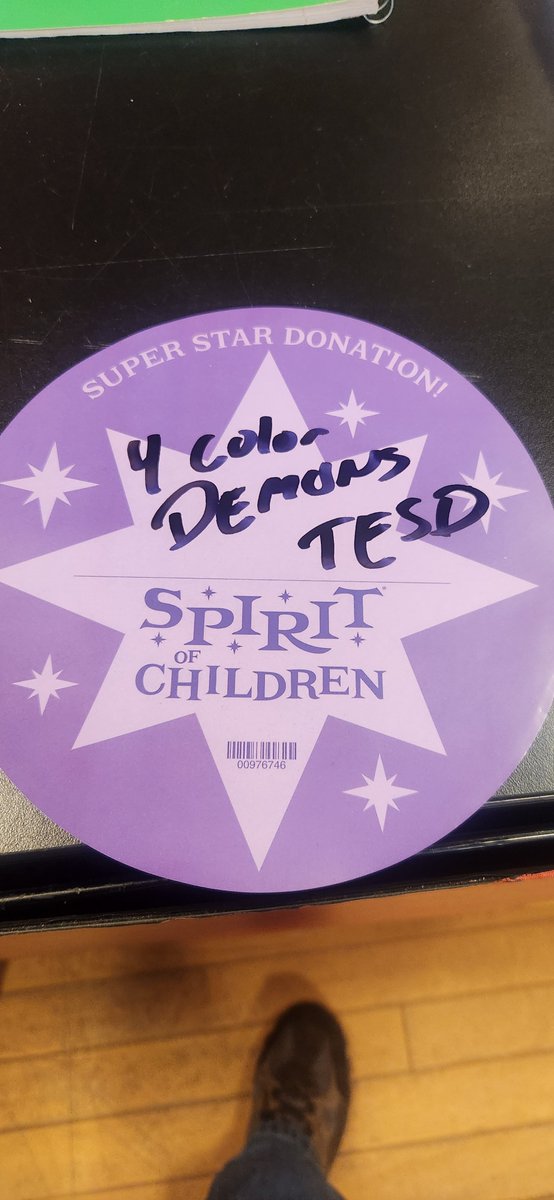 SUPER STAR DONATION!
4 Color
DEMONS
TESD
SPIRIT
OF
CHILDREN
00976746